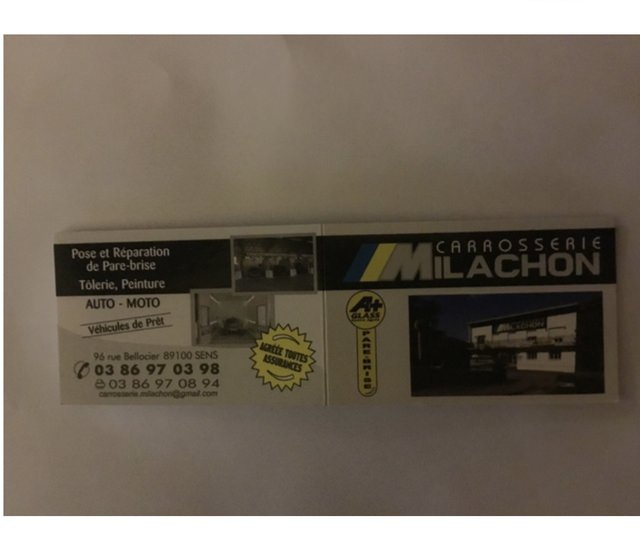 Pose et Réparation
de Pare-brise
Tôlerie, Peinture
AUTO - MOTO
Véhicules de Prêt
96 rue Bellocier 89100 SENS
03 86 97 03 98
03 86 97 08 94
carrosserie.milachon@gmail.com
AGRÉÉE TOUTES
ASSURANCES
CARROSSERIE
MILACHON
A+
GLASS
PARE-BRISE
MILACHON